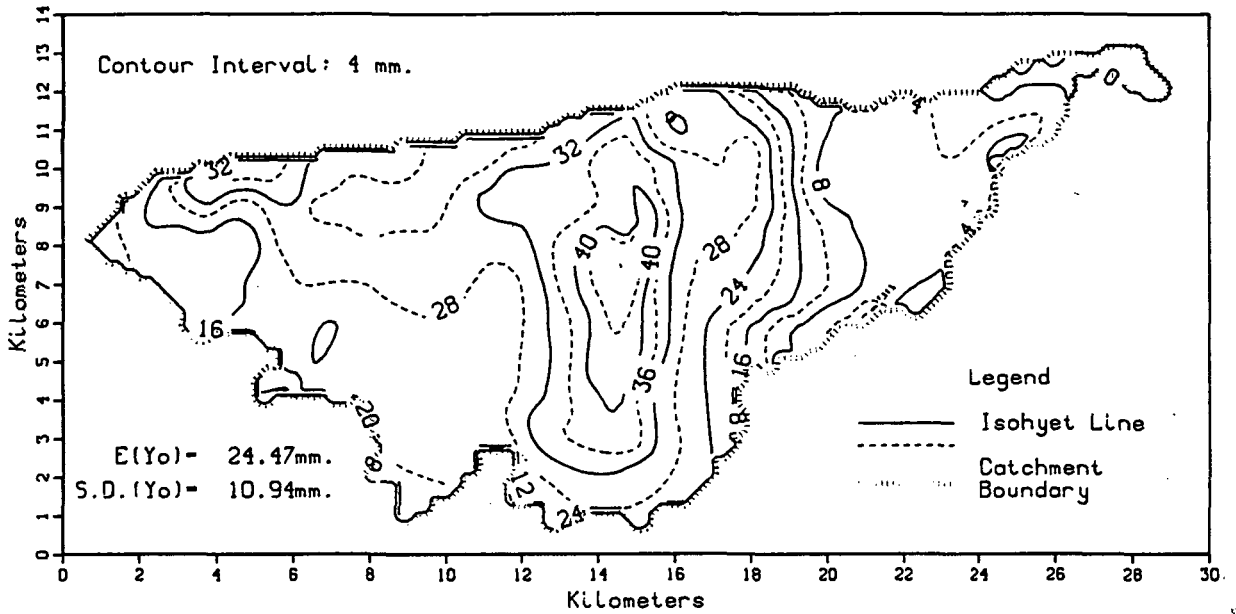 Contour Interval: 4 mm.
E(Yo)= 24.47mm.
S.D.(Yo)= 10.94mm.
Legend
Isohyet Line
Catchment
Boundary
32
32
28
28
24
16
16
40
40
36
8
8
8
8
4
4
0
20
12
24
Kilometers
0 1 2 3 4 5 6 7 8 9 10 11 12 13 14
0 2 4 6 8 10 12 14 16 18 20 22 24 26 28 30
Kilometers